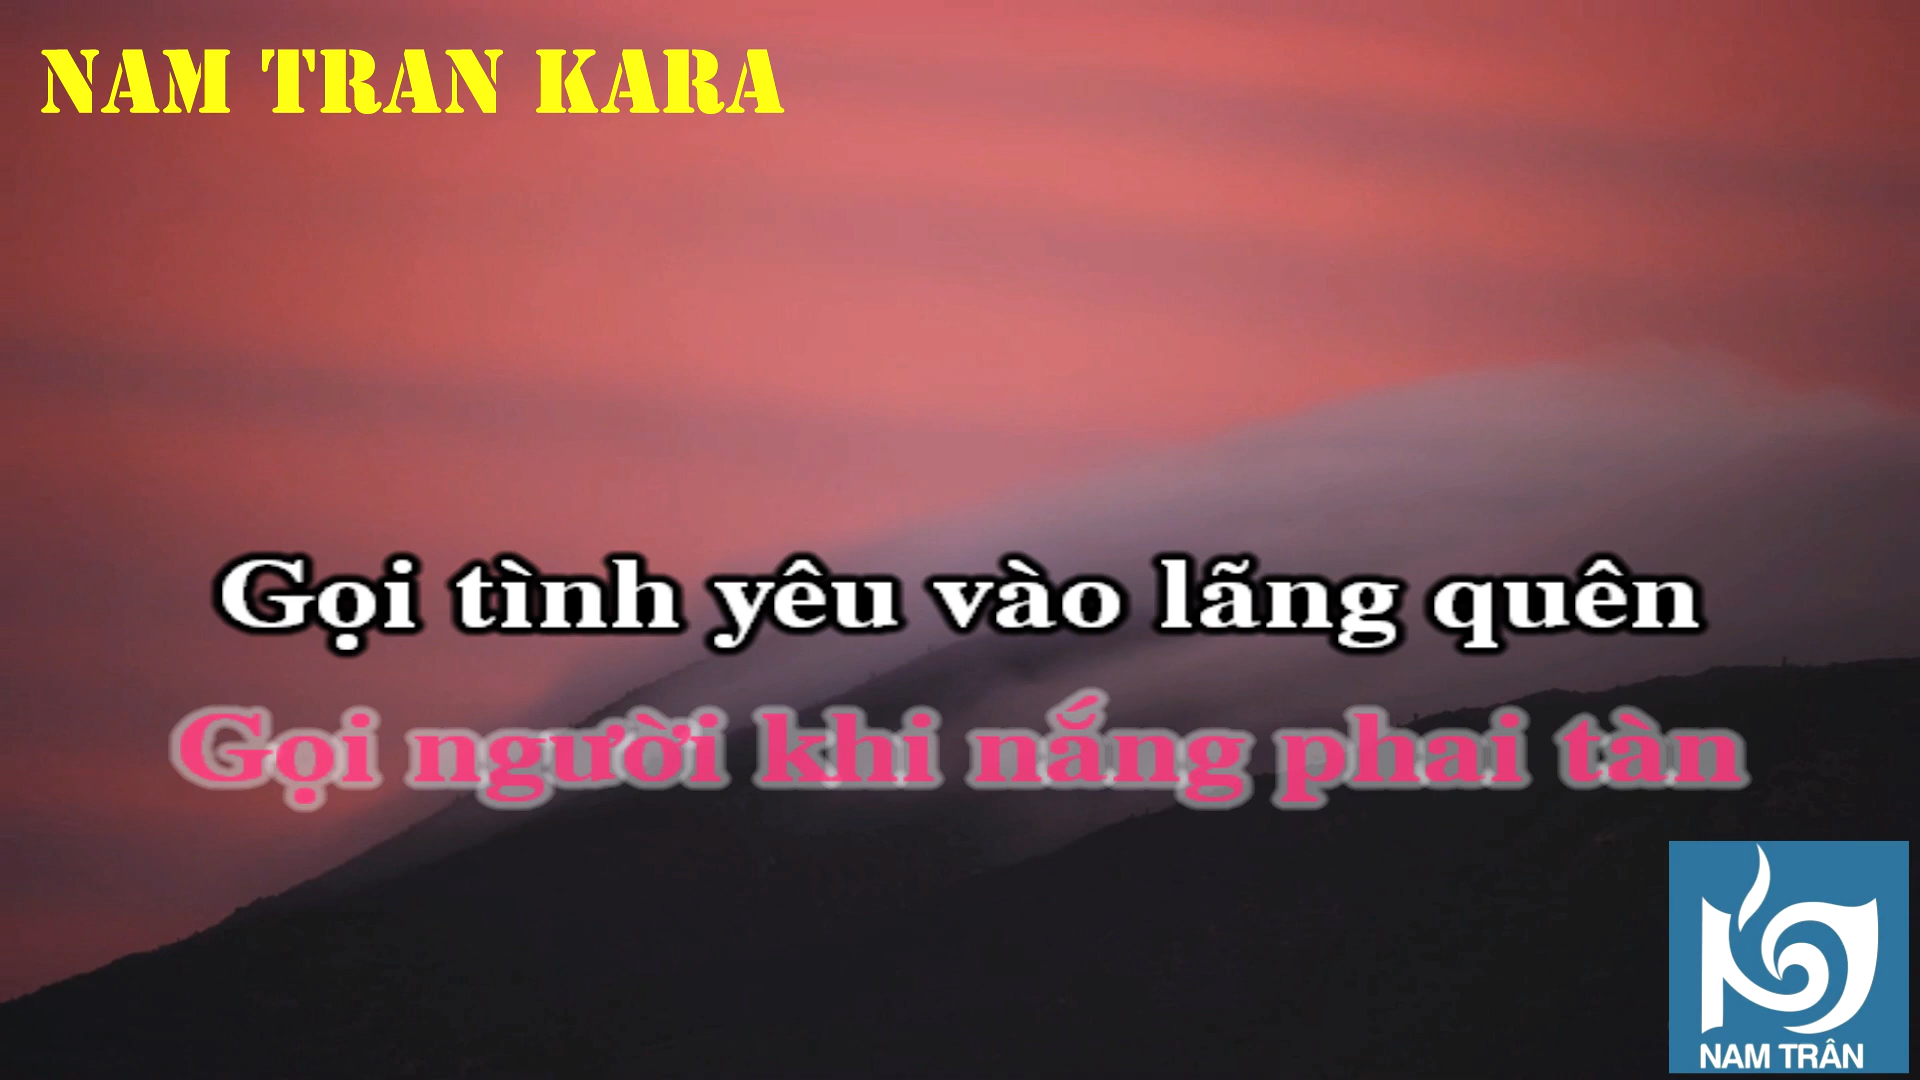 NAM TRAN KARA
Gọi tình yêu vào lãng quên
Gọi người khi nắng phai tàn
NAM TRÂN